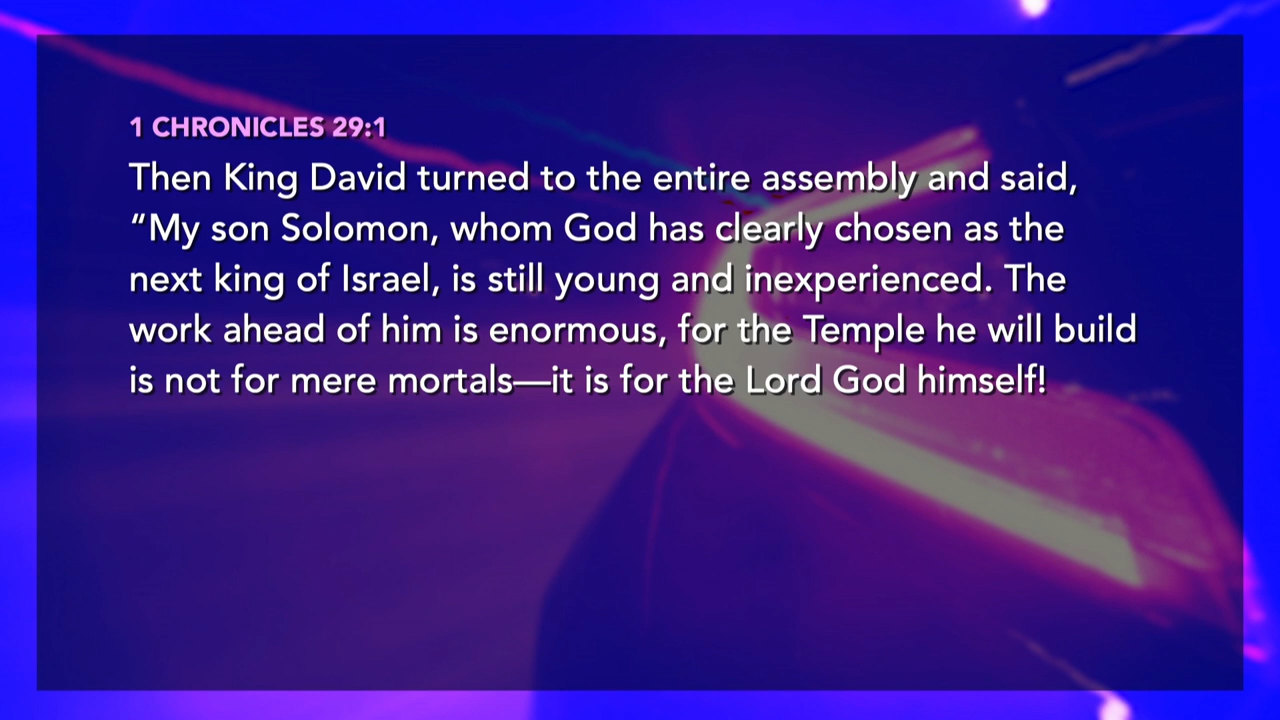 1 CHRONICLES 29:1
Then King David turned to the entire assembly and said,
“My son Solomon, whom God has clearly chosen as the
next king of Israel, is still young and inexperienced. The
work ahead of him is enormous, for the Temple he will build
is not for mere mortals—it is for the Lord God himself!